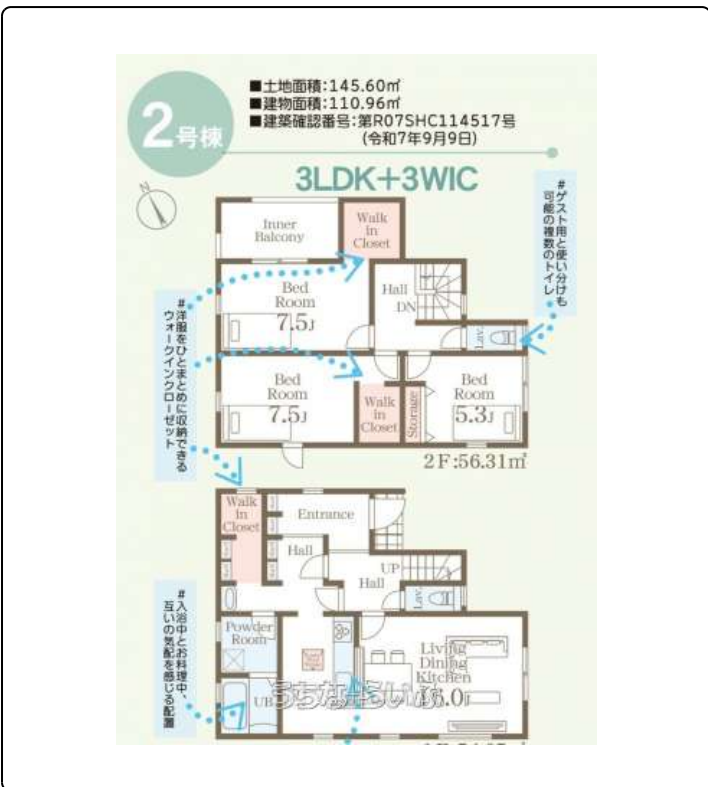 2号棟
■土地面積:145.60㎡
■建物面積:110.96㎡
■建築確認番号:第R07SHC114517号
(令和7年9月9日)
3LDK+3WIC
N
#ゲスト用と使い分けも
可能の複数のトイレ
Inner
Balcony
Walk
in
Closet
Bed
Room
7.5J
Hall
DN
Lav.
#洋服をひとまとめに収納できる
ウォークインクローゼット
Bed
Room
7.5J
Walk
in
Closet
Storage
Bed
Room
5.3J
2F:56.31㎡
Walk
in
Closet
Entrance
Hall
UP
Hall
Lav.
#入浴中とお料理中、
互いの気配を感じる配置
Powder
Room
UB
Living
Dining
Kitchen
16.0J